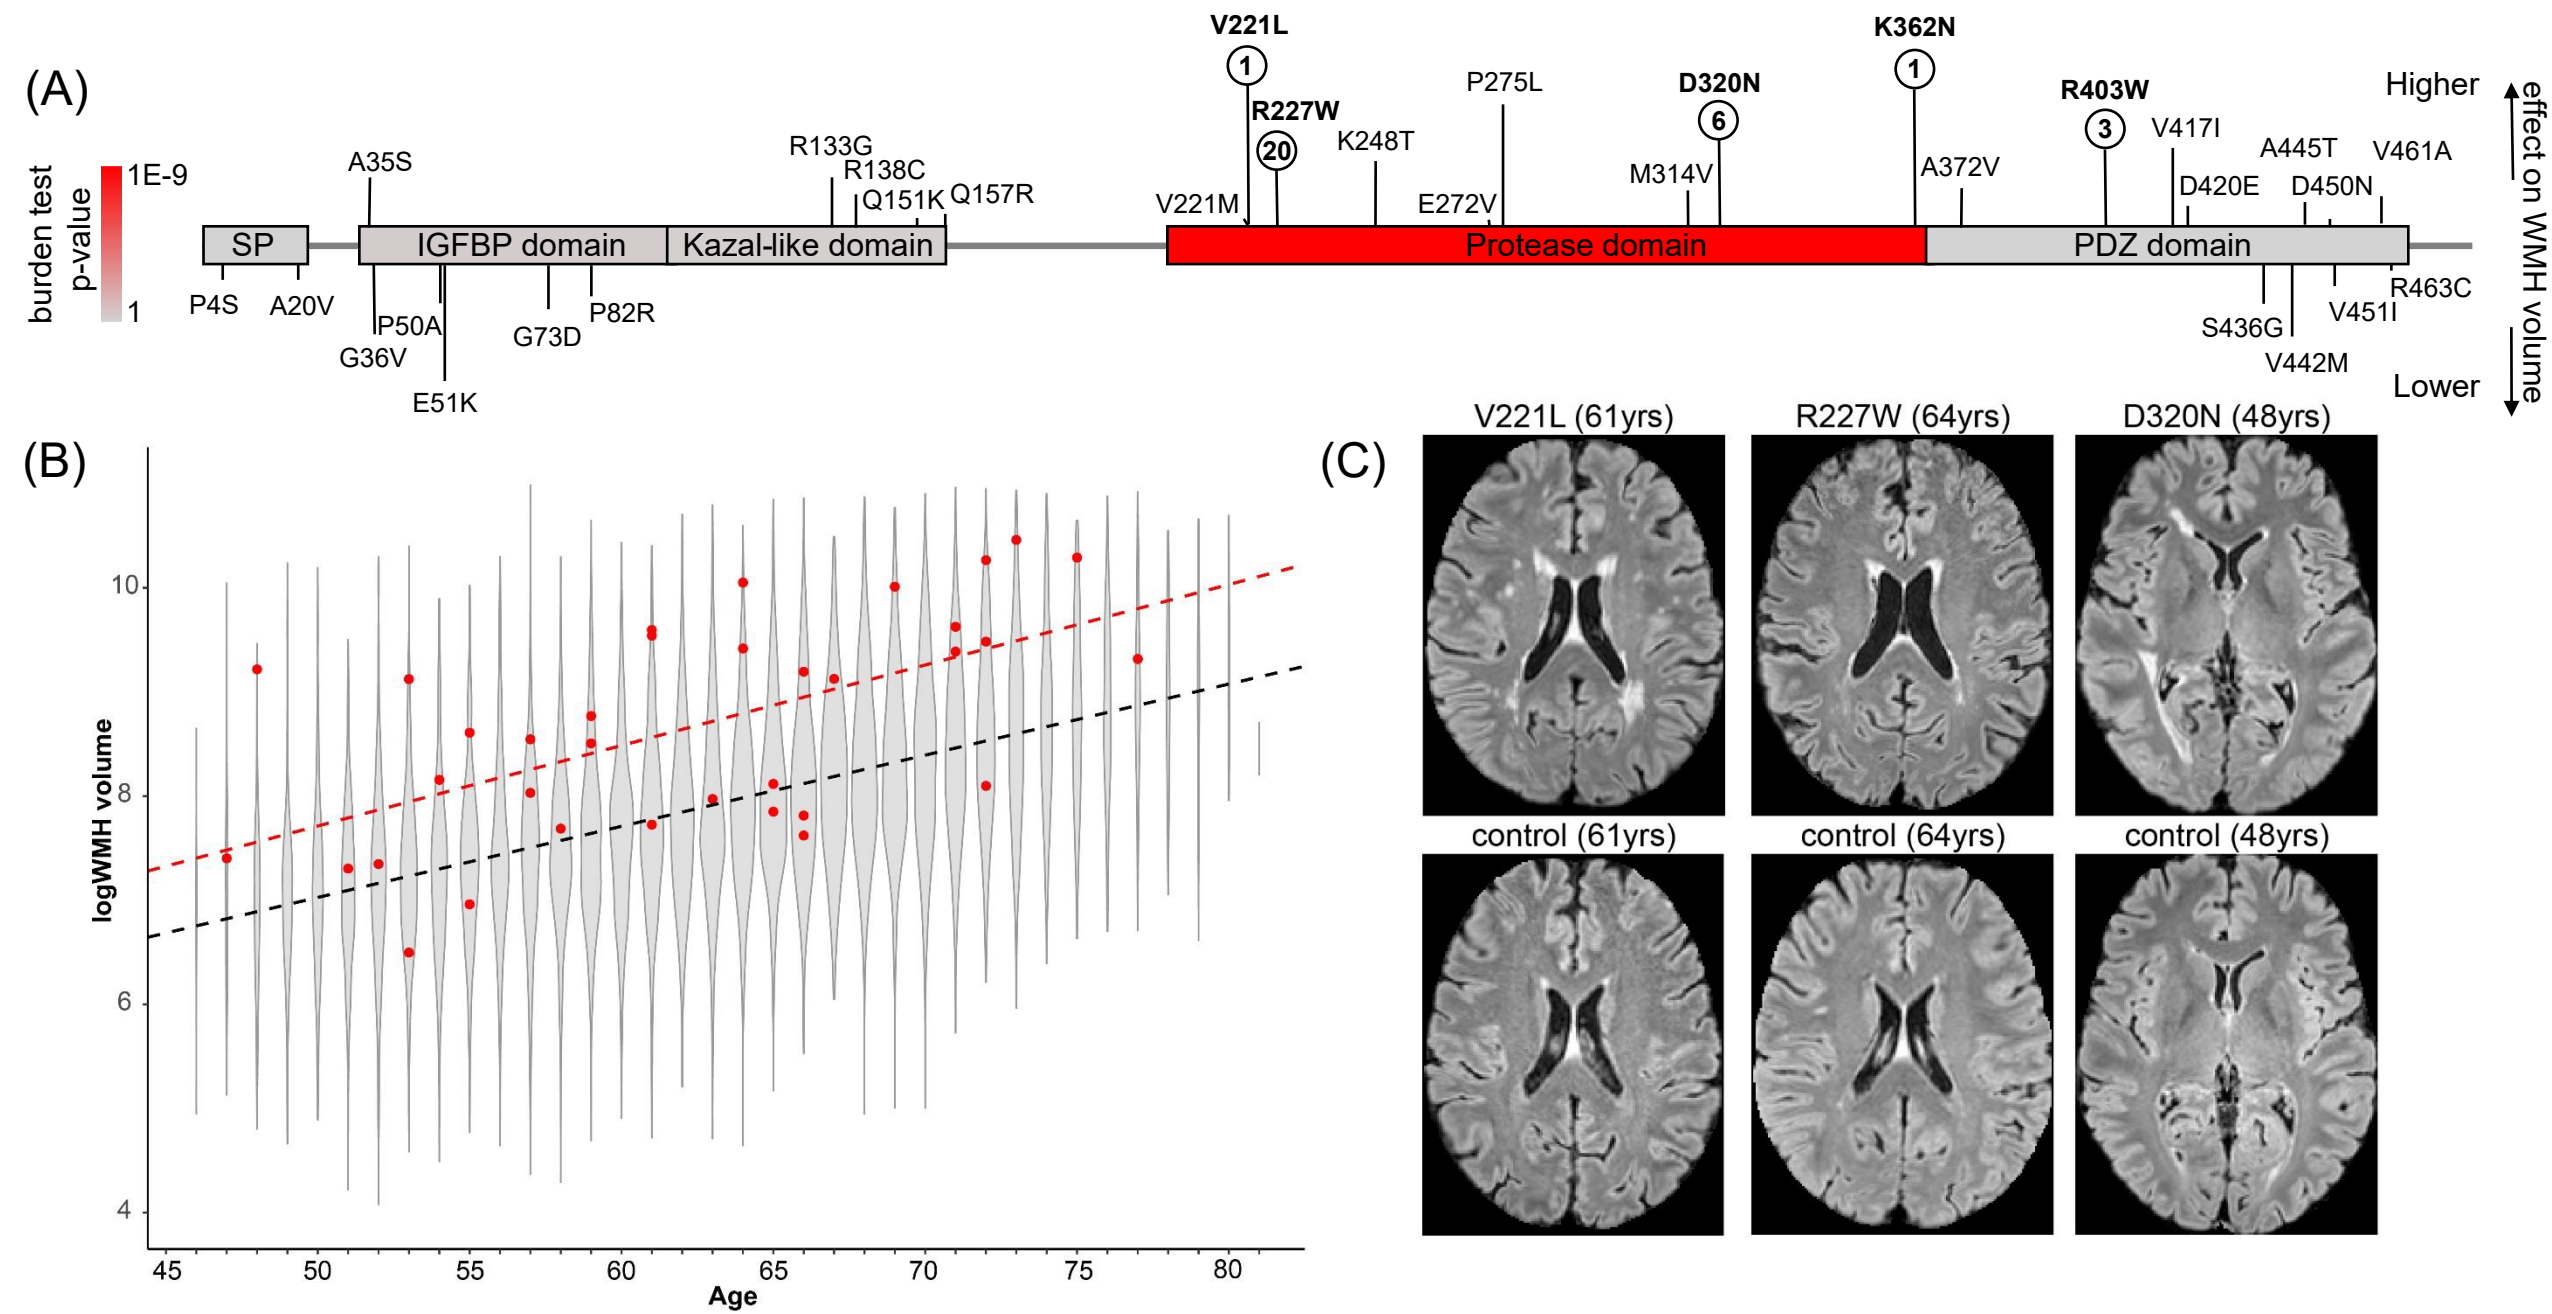 (A)
burden test
p-value
1E-9
1
V221L
1
R227W
20
K248T
P275L
D320N
6
K362N
1
R403W
3
V417I
A35S
R133G
R138C
Q151K
Q157R
V221M
E272V
M314V
A372V
D420E
A445T
D450N
V461A
SP
IGFBP domain
Kazal-like domain
Protease domain
PDZ domain
P4S
A20V
G36V
P50A
E51K
G73D
P82R
S436G
V442M
V451I
R463C
Higher
effect on WMH volume
Lower
(B)
logWMH volume
10
8
6
4
45 50 55 60 65 70 75 80
Age
(C)
V221L (61yrs)
R227W (64yrs)
D320N (48yrs)
control (61yrs)
control (64yrs)
control (48yrs)